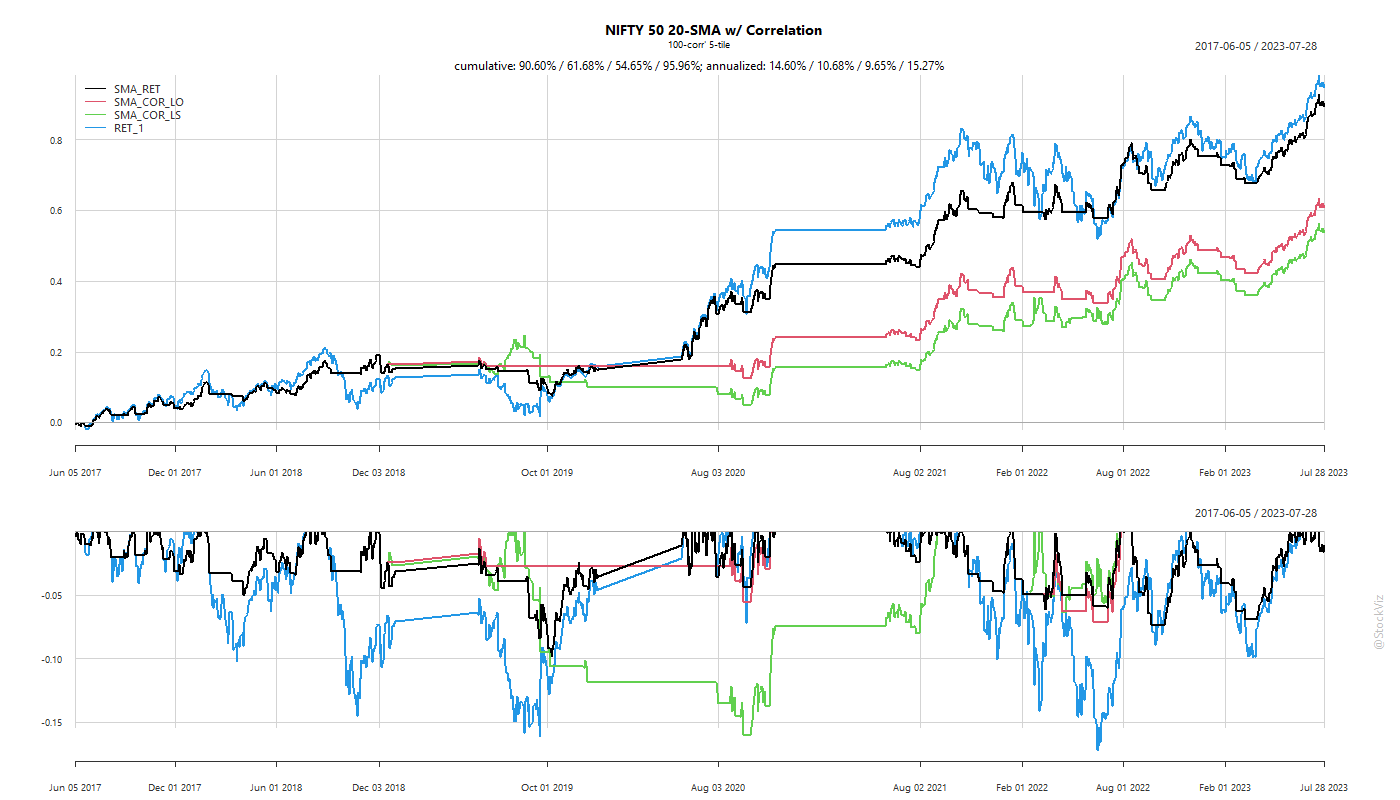 NIFTY 50 20-SMA w/ Correlation
100-corr' 5-tile
2017-06-05 / 2023-07-28
cumulative: 90.60% / 61.68% / 54.65% / 95.96%; annualized: 14.60% / 10.68% / 9.65% / 15.27%
SMA_RET
SMA_COR_LO
SMA_COR_LS
RET_1
0.8
0.6
0.4
0.2
0.0
Jun 05 2017 Dec 01 2017 Jun 01 2018 Dec 03 2018 Oct 01 2019 Aug 03 2020 Aug 02 2021 Feb 01 2022 Aug 01 2022 Feb 01 2023 Jul 28 2023
2017-06-05 / 2023-07-28
-0.05
-0.10
-0.15
Jun 05 2017 Dec 01 2017 Jun 01 2018 Dec 03 2018 Oct 01 2019 Aug 03 2020 Aug 02 2021 Feb 01 2022 Aug 01 2022 Feb 01 2023 Jul 28 2023
@StockViz